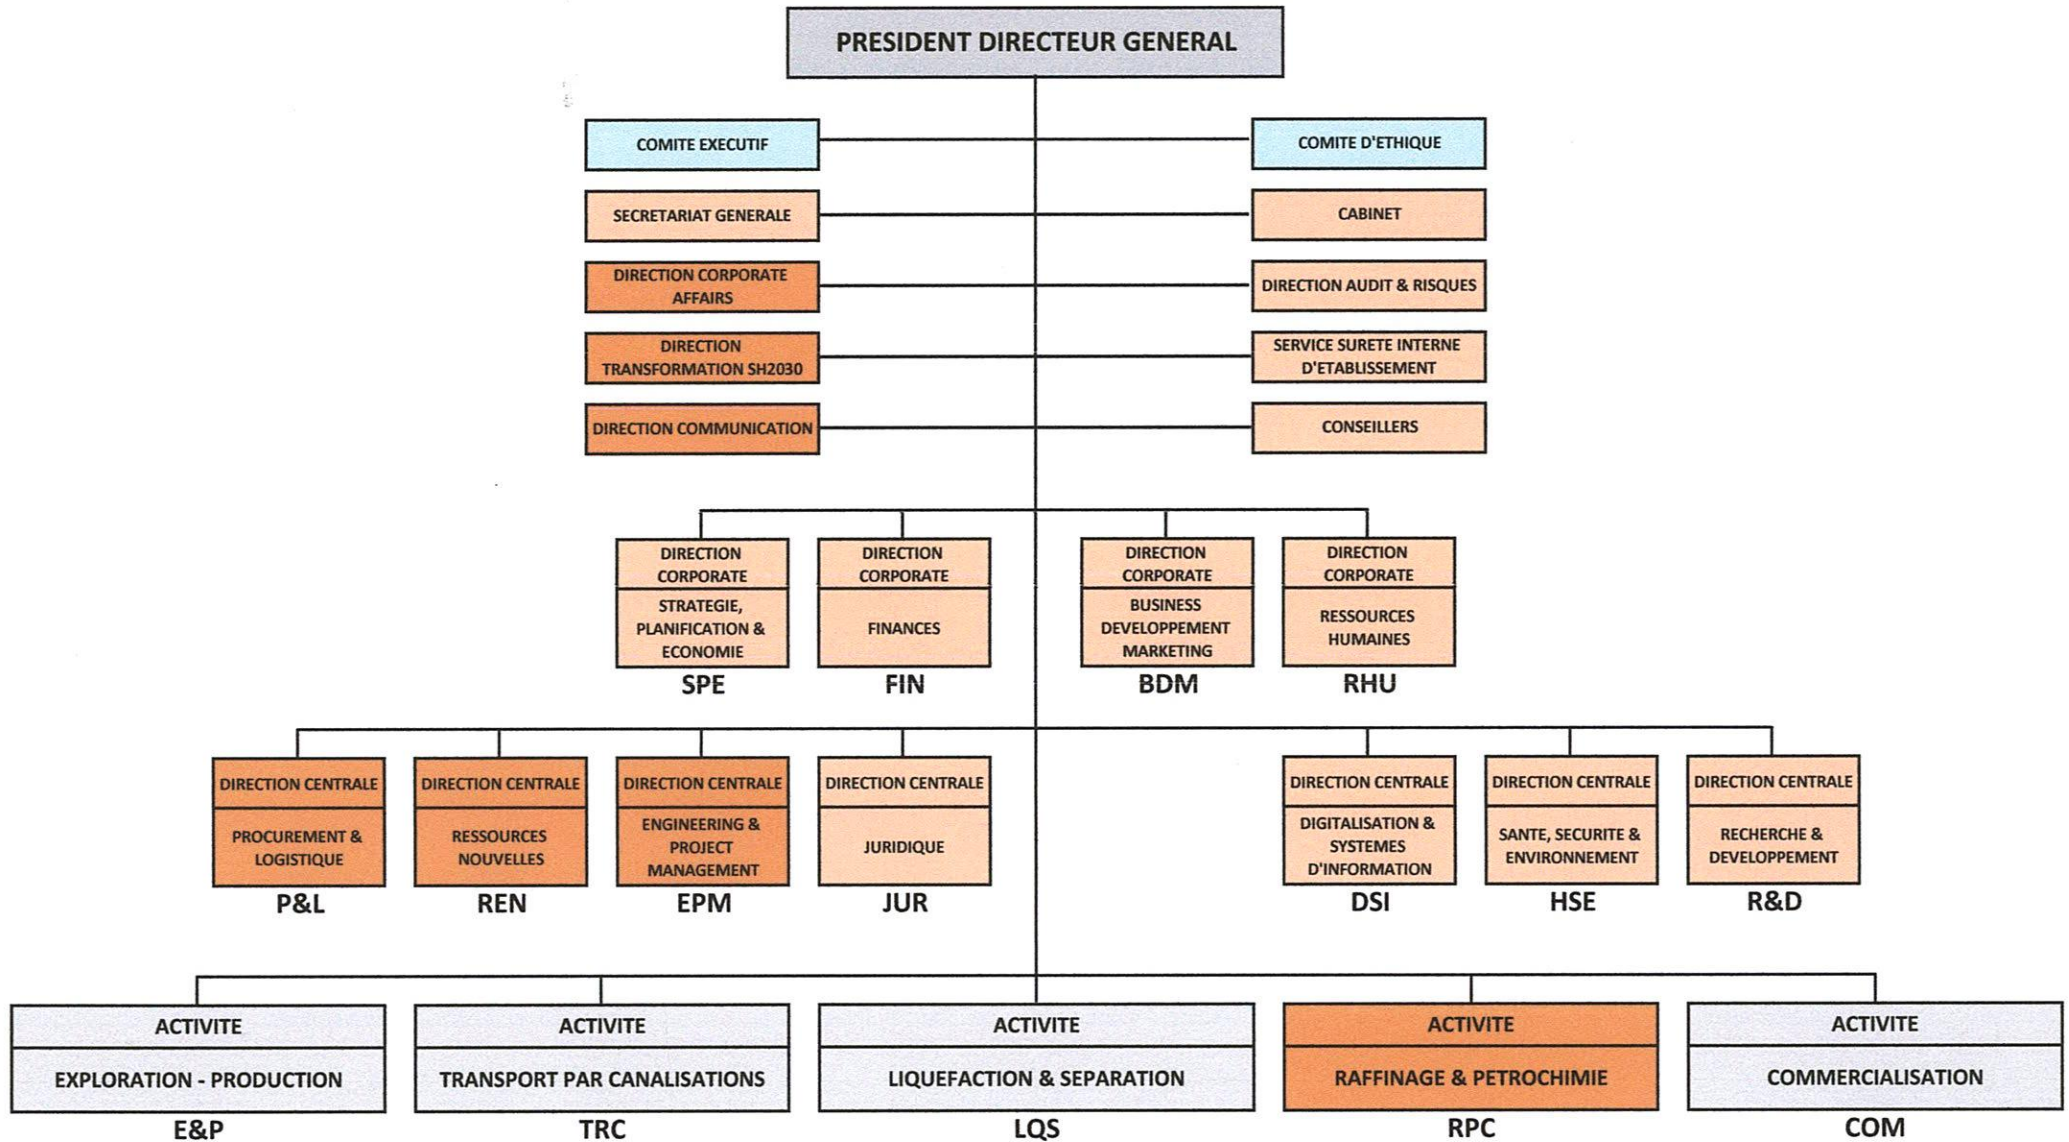 PRESIDENT DIRECTEUR GENERAL
COMITE EXECUTIF
COMITE D'ETHIQUE
SECRETARIAT GENERALE
CABINET
DIRECTION CORPORATE
AFFAIRS
DIRECTION AUDIT & RISQUES
DIRECTION
TRANSFORMATION SH2030
SERVICE SURETE INTERNE
D'ETABLISSEMENT
DIRECTION COMMUNICATION
CONSEILLERS
DIRECTION
CORPORATE
STRATEGIE,
PLANIFICATION &
ECONOMIE
SPE
DIRECTION
CORPORATE
FINANCES
FIN
DIRECTION
CORPORATE
BUSINESS
DEVELOPPEMENT
MARKETING
BDM
DIRECTION
CORPORATE
RESSOURCES
HUMAINES
RHU
DIRECTION CENTRALE
PROCUREMENT &
LOGISTIQUE
P&L
DIRECTION CENTRALE
RESSOURCES
NOUVELLES
REN
DIRECTION CENTRALE
ENGINEERING &
PROJECT
MANAGEMENT
EPM
DIRECTION CENTRALE
JURIDIQUE
JUR
DIRECTION CENTRALE
DIGITALISATION &
SYSTEMES
D'INFORMATION
DSI
DIRECTION CENTRALE
SANTE, SECURITE &
ENVIRONNEMENT
HSE
DIRECTION CENTRALE
RECHERCHE &
DEVELOPPEMENT
R&D
ACTIVITE
EXPLORATION - PRODUCTION
E&P
ACTIVITE
TRANSPORT PAR CANALISATIONS
TRC
ACTIVITE
LIQUEFACTION & SEPARATION
LQS
ACTIVITE
RAFFINAGE & PETROCHIMIE
RPC
ACTIVITE
COMMERCIALISATION
COM